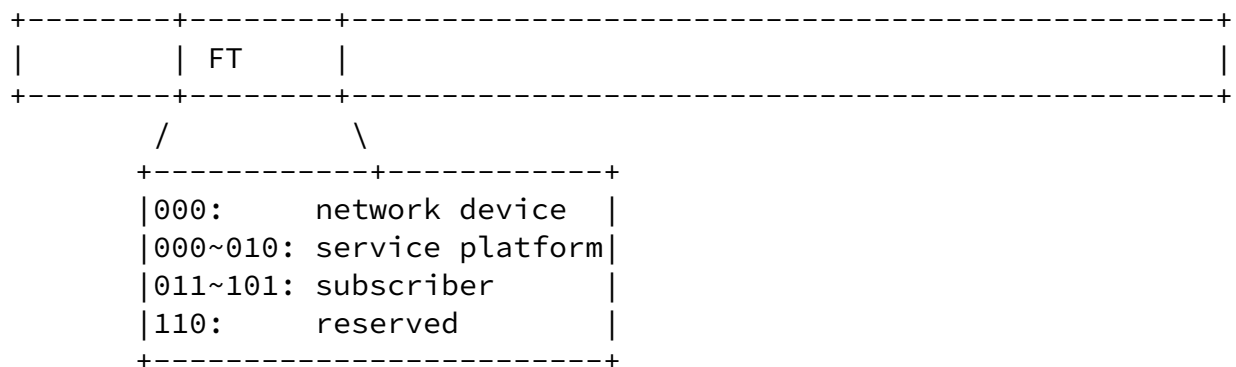 FT
000: network device
000~010: service platform
011~101: subscriber
110: reserved